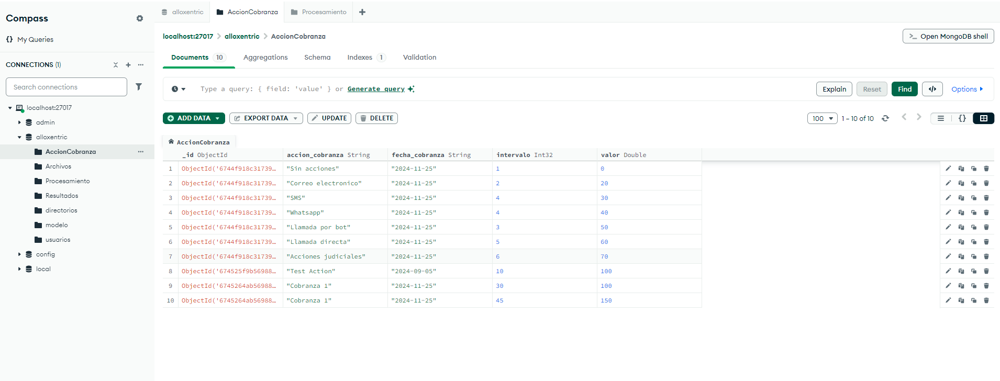 Compass
My Queries
CONNECTIONS (1)
Search connections
localhost:27017
admin
alloxentric
AccionCobranza
Archivos
Procesamiento
Resultados
directorios
modelo
usuarios
config
local
alloxentric AccionCobranza Procesamiento
localhost:27017 > alloxentric > AccionCobranza
>_ Open MongoDB shell
Documents 10 Aggregations Schema Indexes 1 Validation
Type a query: { field: 'value' } or Generate query
Explain Reset Find </> Options
ADD DATA EXPORT DATA UPDATE DELETE
100 1 – 10 of 10 {}
AccionCobranza
_id ObjectId accion_cobranza String fecha_cobranza String intervalo Int32 valor Double
1 ObjectId('6744f918c31739… "Sin acciones" "2024-11-25" 1 0
2 ObjectId('6744f918c31739… "Correo electronico" "2024-11-25" 2 20
3 ObjectId('6744f918c31739… "SMS" "2024-11-25" 4 30
4 ObjectId('6744f918c31739… "Whatsapp" "2024-11-25" 4 40
5 ObjectId('6744f918c31739… "Llamada por bot" "2024-11-25" 3 50
6 ObjectId('6744f918c31739… "Llamada directa" "2024-11-25" 5 60
7 ObjectId('6744f918c31739… "Acciones judiciales" "2024-11-25" 6 70
8 ObjectId('674525f9b56988… "Test Action" "2024-09-05" 10 100
9 ObjectId('6745264ab56988… "Cobranza 1" "2024-11-25" 30 100
10 ObjectId('6745264ab56988… "Cobranza 1" "2024-11-25" 45 150